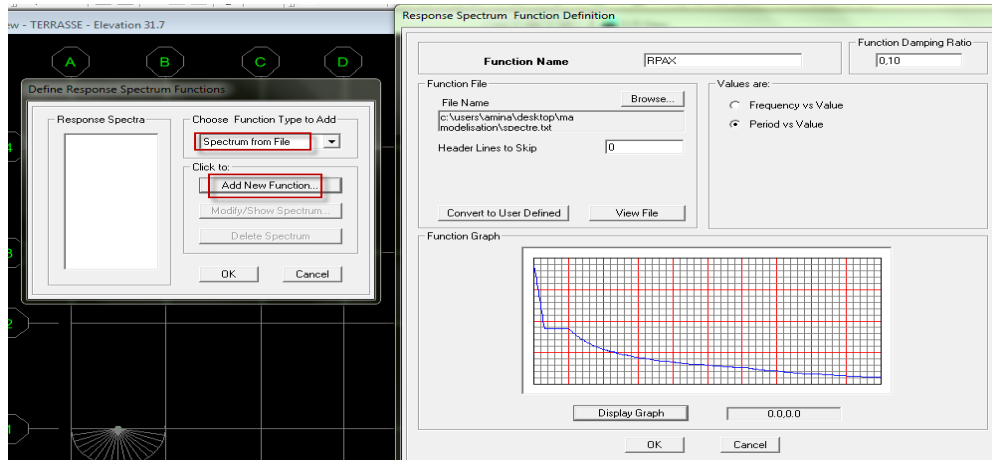 ew - TERRASSE - Elevation 31.7
A
B
C
D
Define Response Spectrum Functions
Response Spectra
Choose Function Type to Add
Spectrum from File
Click to:
Add New Function...
Modify/Show Spectrum...
Delete Spectrum
OK
Cancel
4
3
2
1
Response Spectrum Function Definition
Function Name
RPAX
Function Damping Ratio
0,10
Function File
File Name
Browse...
c:\users\amina\desktop\ma
modelisation\spectre.txt
Header Lines to Skip
0
Convert to User Defined
View File
Values are:
Frequency vs Value
Period vs Value
Function Graph
Display Graph
0.0,0.0
OK
Cancel